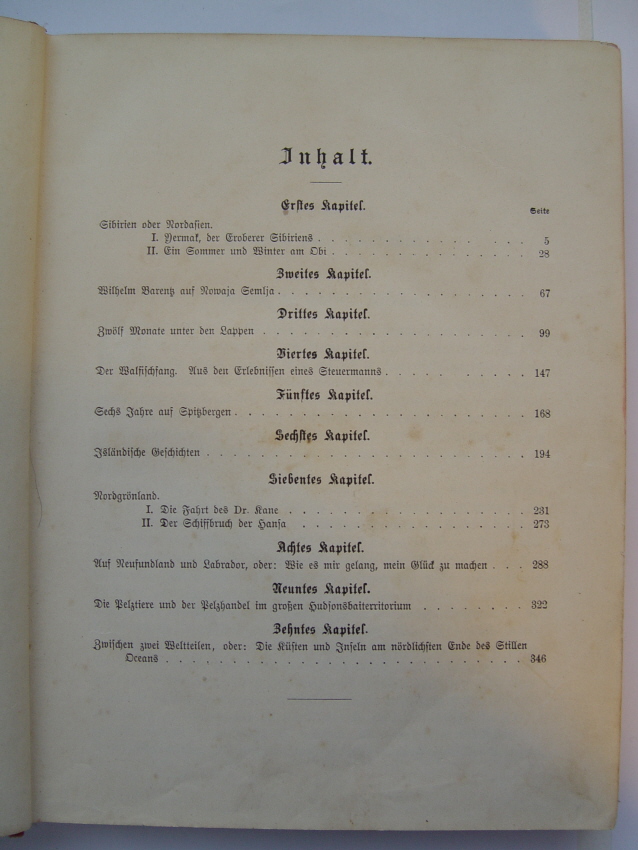 Inhalt.
Erstes Kapitel.
Seite
Sibirien oder Nordasien.
I. Yermak, der Eroberer Sibiriens . . . . . . . . . . . . . . 5
II. Ein Sommer und Winter am Obi . . . . . . . . . . . . . 28
Zweites Kapitel.
Wilhelm Barentz auf Nowaja Semlja . . . . . . . . . . . . . . . 67
Drittes Kapitel.
Zwölf Monate unter den Lappen . . . . . . . . . . . . . . . . 99
Viertes Kapitel.
Der Walfischfang. Aus den Erlebnissen eines Steuermanns . . . . . . . . 147
Fünftes Kapitel.
Sechs Jahre auf Spitzbergen . . . . . . . . . . . . . . . . . 168
Sechstes Kapitel.
Isländische Geschichten . . . . . . . . . . . . . . . . . . 194
Siebentes Kapitel.
Nordgrönland.
I. Die Fahrt des Dr. Kane . . . . . . . . . . . . . . . 231
II. Der Schiffbruch der Hansa . . . . . . . . . . . . . . 273
Achtes Kapitel.
Auf Neufundland und Labrador, oder: Wie es mir gelang, mein Glück zu machen . . . 288
Neuntes Kapitel.
Die Pelztiere und der Pelzhandel im großen Hudsonsbaiterritorium . . . . . . 322
Zehntes Kapitel.
Zwischen zwei Weltteilen, oder: Die Küsten und Inseln am nördlichsten Ende des Stillen
Oceans . . . . . . . . . . . . . . . . . . . . . 346